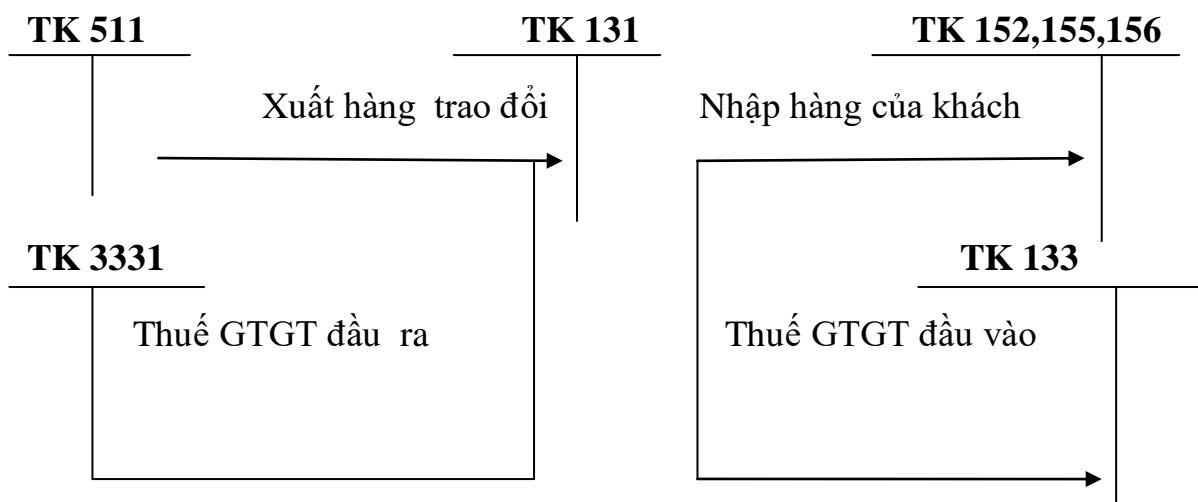 TK 511 TK 131 TK 152,155,156
Xuất hàng trao đổi Nhập hàng của khách
TK 3331 TK 133
Thuế GTGT đầu ra Thuế GTGT đầu vào